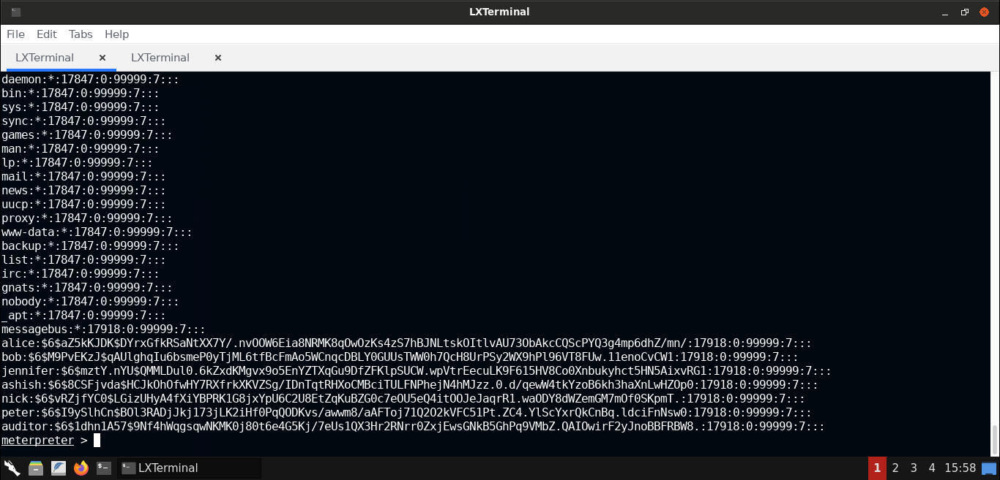 LXTerminal
File Edit Tabs Help
LXTerminal × LXTerminal ×
daemon:*:17847:0:99999:7:::
bin:*:17847:0:99999:7:::
sys:*:17847:0:99999:7:::
sync:*:17847:0:99999:7:::
games:*:17847:0:99999:7:::
man:*:17847:0:99999:7:::
lp:*:17847:0:99999:7:::
mail:*:17847:0:99999:7:::
news:*:17847:0:99999:7:::
uucp:*:17847:0:99999:7:::
proxy:*:17847:0:99999:7:::
www-data:*:17847:0:99999:7:::
backup:*:17847:0:99999:7:::
list:*:17847:0:99999:7:::
irc:*:17847:0:99999:7:::
gnats:*:17847:0:99999:7:::
nobody:*:17847:0:99999:7:::
_apt:*:17847:0:99999:7:::
messagebus:*:17918:0:99999:7:::
alice:$6$aZ5kKJDK$DYrxGfkRSaNtXX7Y/.nvOOW6Eia8NRMK8qOwOzKs4zS7hBJNLtskOItlvAU73ObAkcCQScPYQ3g4mp6dhZ/mn/:17918:0:99999:7:::
bob:$6$M9PvEKzJ$qAUlghqIu6bsmeP0yTjML6tfBcFmAo5WCnqcDBLY0GUUsTWW0h7QcH8UrPSy2WX9hPl96VT8FUw.11enoCvCW1:17918:0:99999:7:::
jennifer:$6$mztY.nYU$QMMLDul0.6kZxdKMgvx9o5EnYZTXqGu9DfZFKlpSUCW.wpVtrEecuLK9F615HV8Co0Xnbukyhct5HN5AixvRG1:17918:0:99999:7:::
ashish:$6$8CSFjvda$HCJkOhOfwHY7RXfrkXKVZSg/IDnTqtRHXoCMBciTULFNPhejN4hMJzz.0.d/qewW4tkYzoB6kh3haXnLwHZOp0:17918:0:99999:7:::
nick:$6$vRZjfYC0$LGizUHyA4fXiYBPRK1G8jxYpU6C2U8EtZqKuBZG0c7eOU5eQ4itOOJeJaqrR1.waODY8dWZemGM7mOf0SKpmT.:17918:0:99999:7:::
peter:$6$I9ySlhCn$BOl3RADjJkj173jLK2iHf0PqQODKvs/awwm8/aAFToj71Q2O2kVFC51Pt.ZC4.YlScYxrQkCnBq.ldciFnNsw0:17918:0:99999:7:::
auditor:$6$1dhn1A57$9Nf4hWqgsqwNKMK0j80t6e4G5Kj/7eUs1QX3Hr2RNrr0ZxjEwsGNkB5GhPq9VMbZ.QAIOwirF2yJnoBBFRBW8.:17918:0:99999:7:::
meterpreter >
LXTerminal 1 2 3 4 15:58